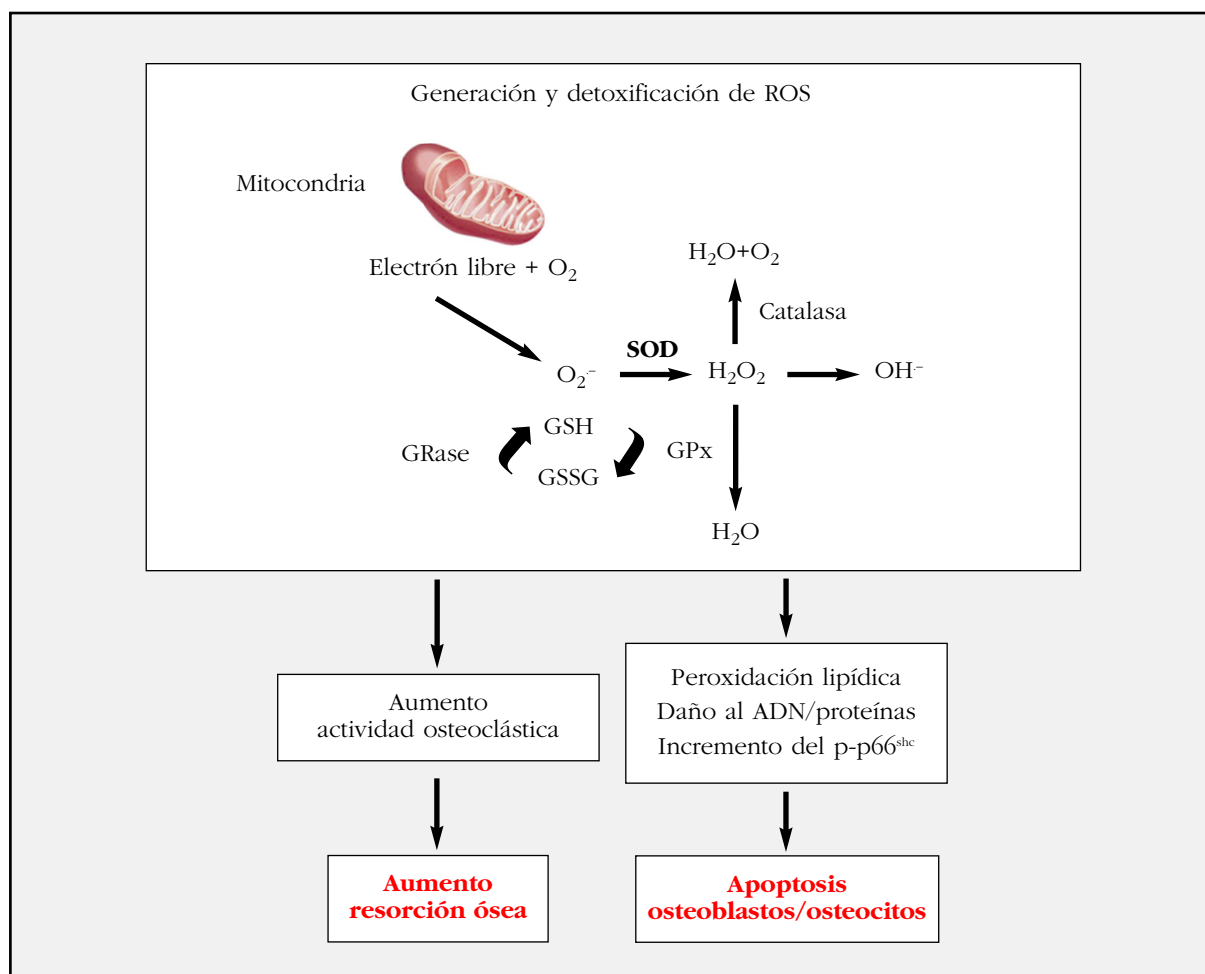 Generación y detoxificación de ROS
Mitocondria
Electrón libre + O₂
H₂O+O₂
Catalasa
SOD
O₂·⁻
H₂O₂
OH·⁻
GSH
GRase
GPx
GSSG
H₂O
Aumento
actividad osteoclástica
Peroxidación lipídica
Daño al ADN/proteínas
Incremento del p-p66ˢʰᶜ
Aumento
resorción ósea
Apoptosis
osteoblastos/osteocitos